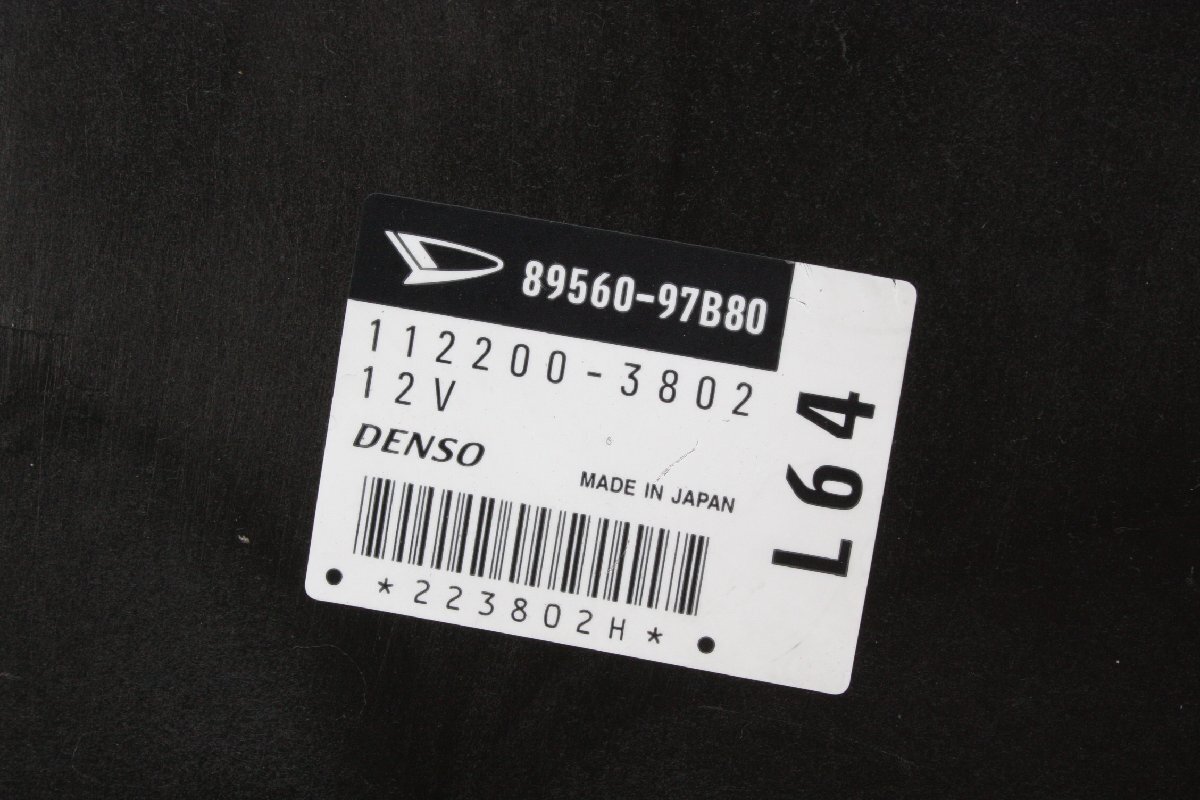 89560-97B80
112200-3802
12V
DENSO
MADE IN JAPAN
*223802H*
L64